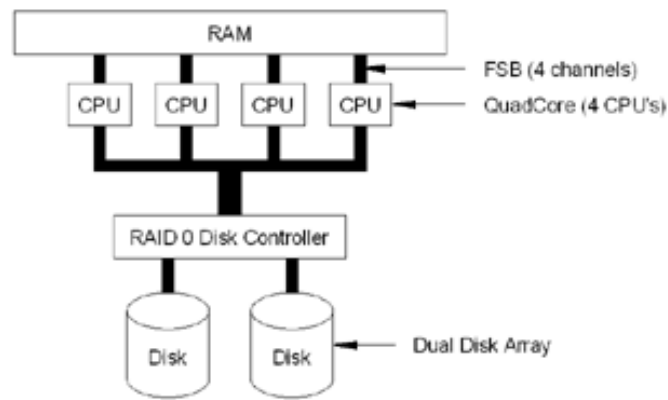 RAM
FSB (4 channels)
CPU
CPU
CPU
CPU
QuadCore (4 CPU's)
RAID 0 Disk Controller
Disk
Disk
Dual Disk Array